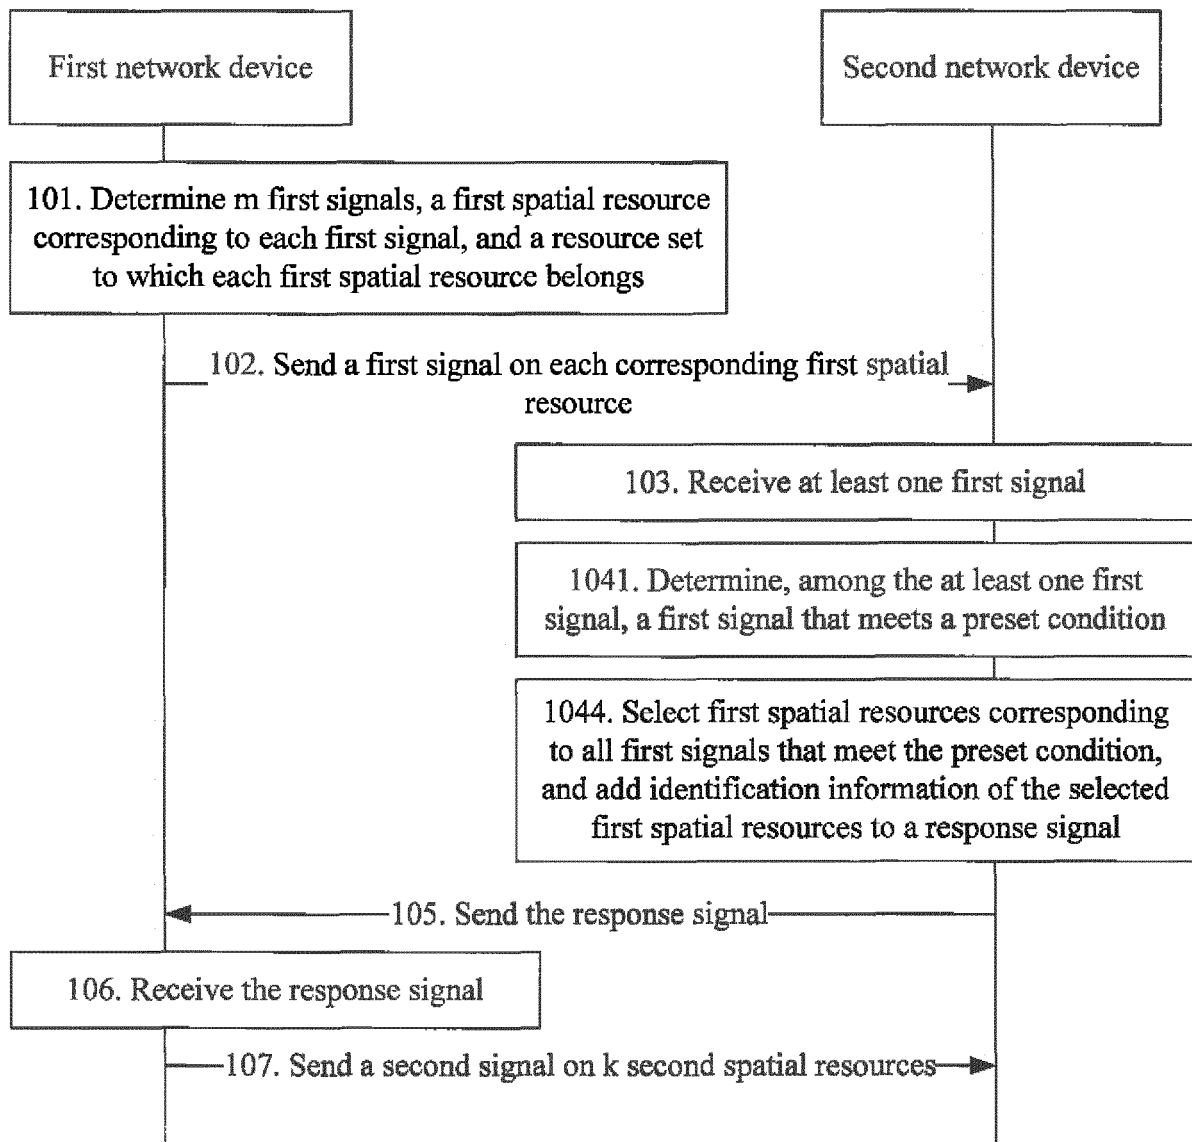 First network device
Second network device
101. Determine m first signals, a first spatial resource
corresponding to each first signal, and a resource set
to which each first spatial resource belongs
102. Send a first signal on each corresponding first spatial
resource
103. Receive at least one first signal
1041. Determine, among the at least one first
signal, a first signal that meets a preset condition
1044. Select first spatial resources corresponding
to all first signals that meet the preset condition,
and add identification information of the selected
first spatial resources to a response signal
105. Send the response signal
106. Receive the response signal
107. Send a second signal on k second spatial resources